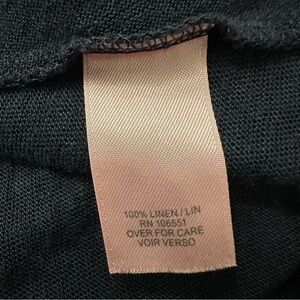 100% LINEN / LIN
RN 106551
OVER FOR CARE
VOIR VERSO